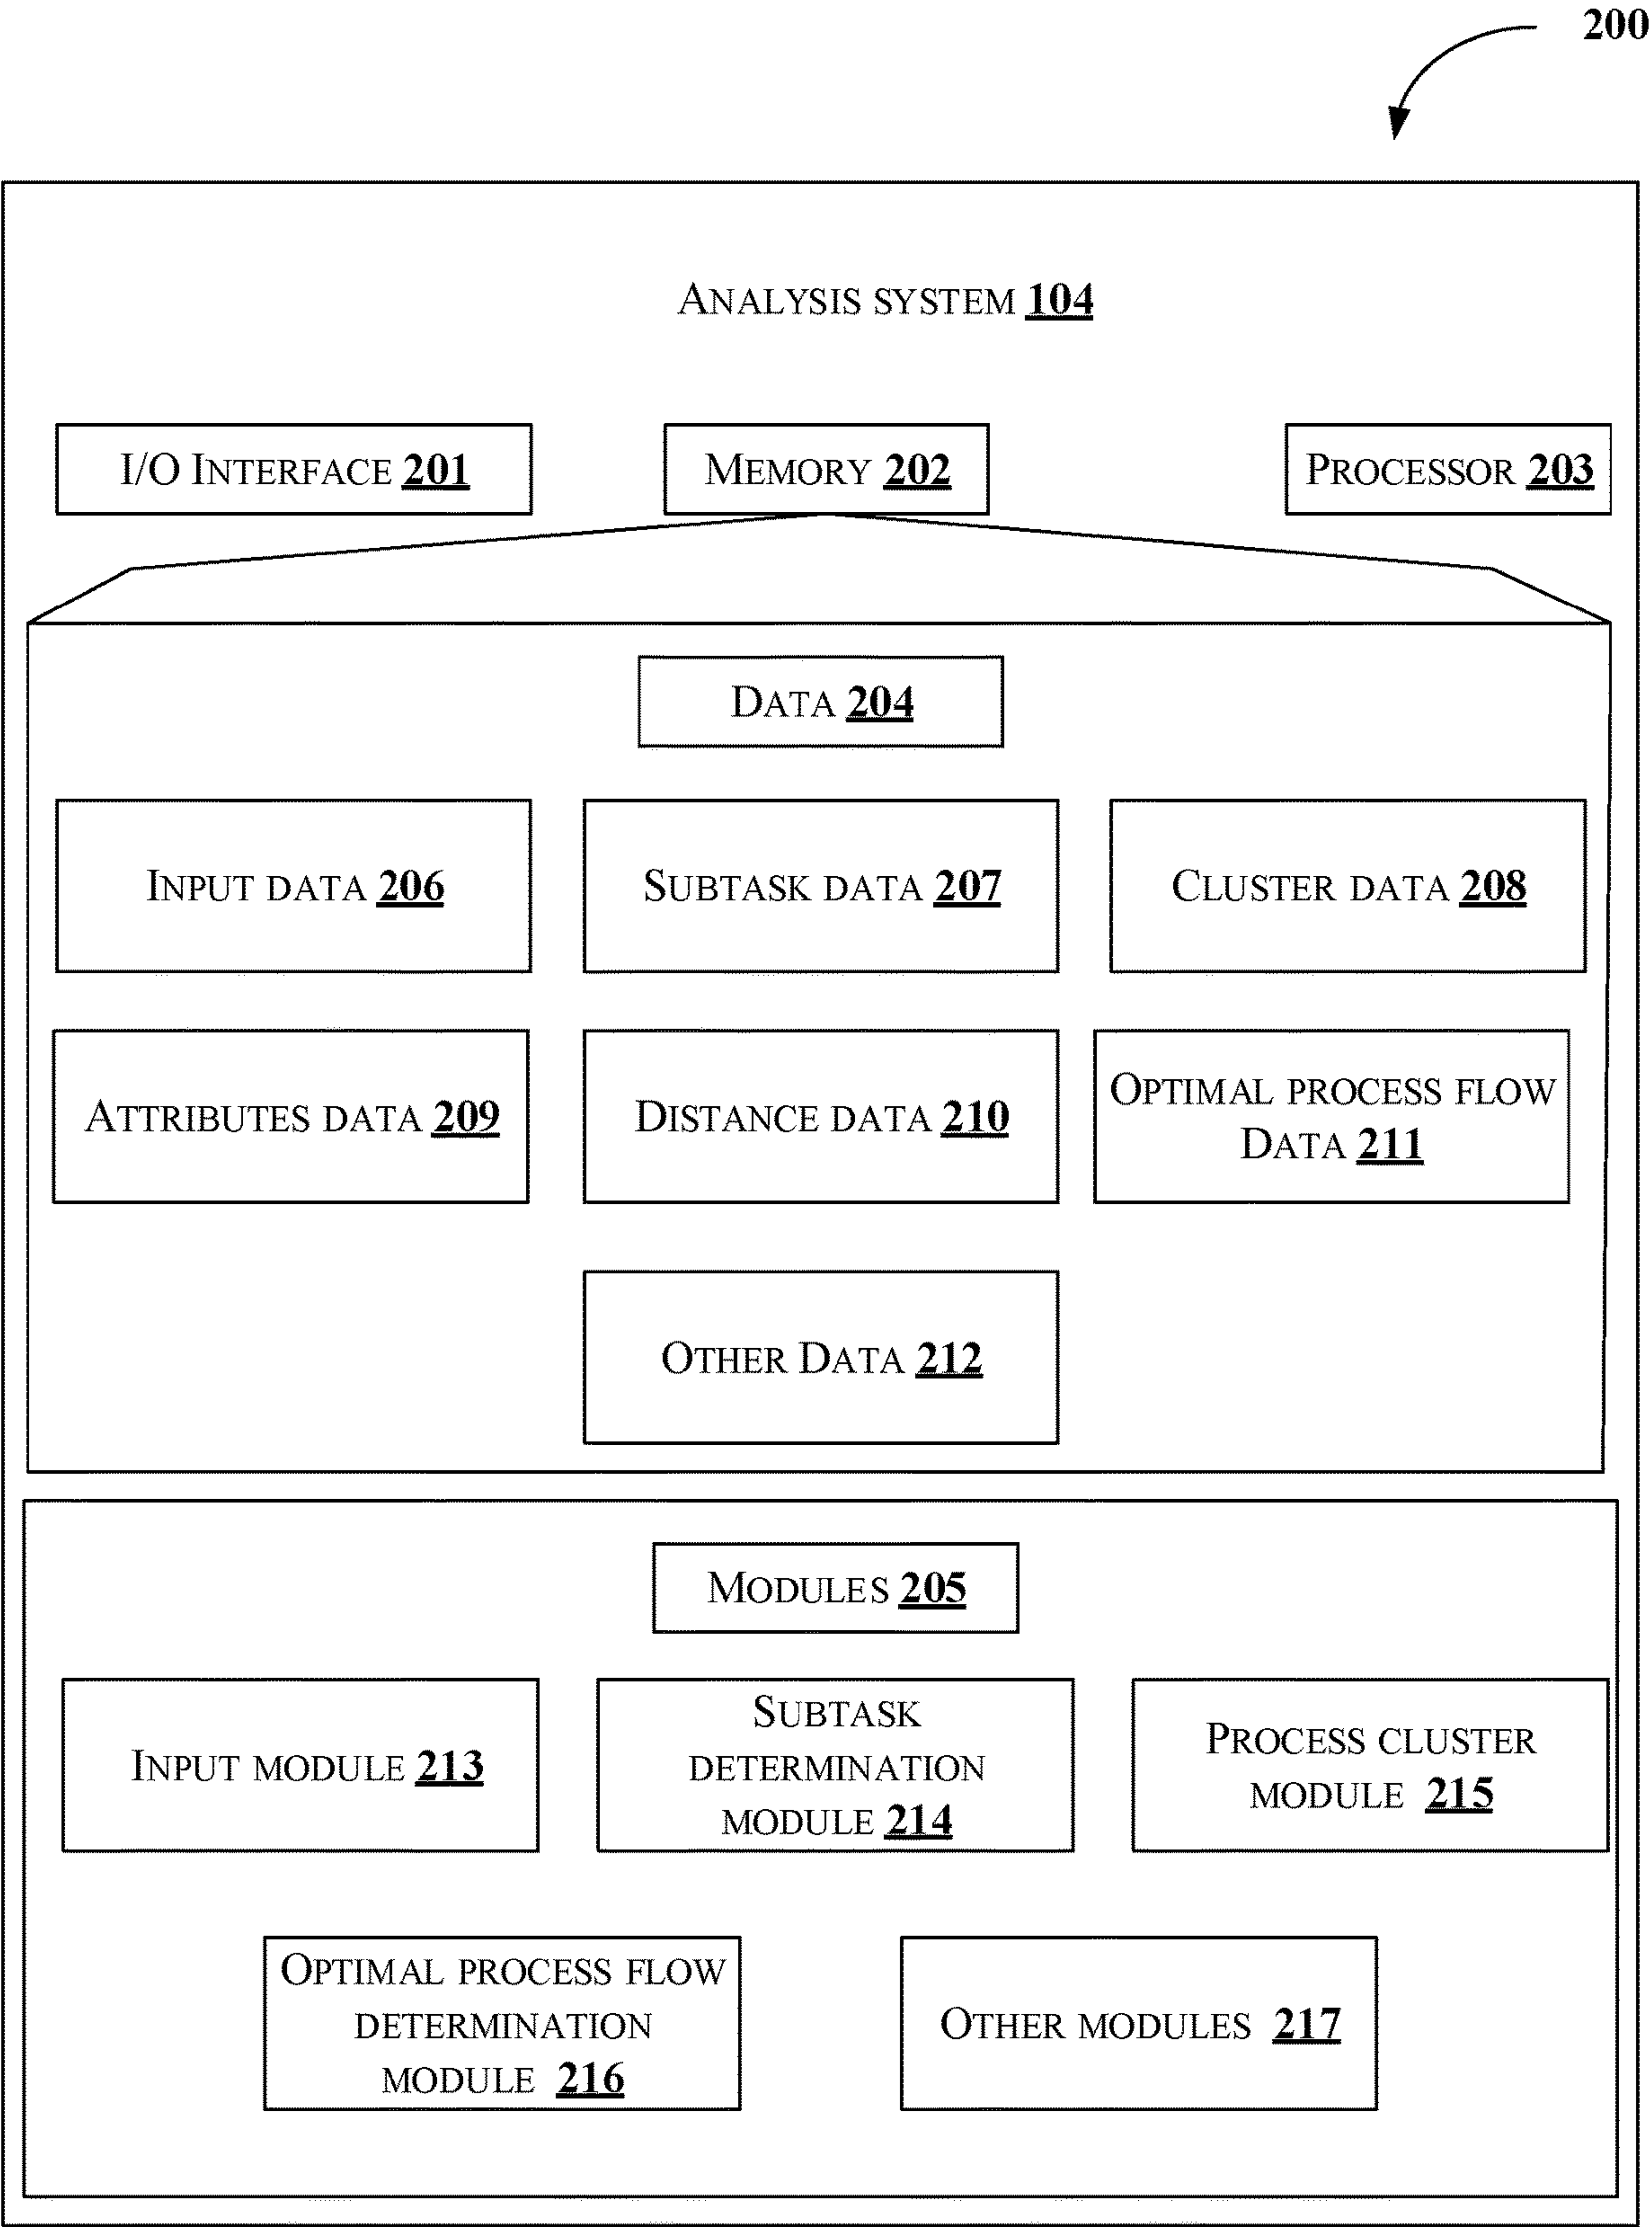 200
ANALYSIS SYSTEM 104
I/O INTERFACE 201
MEMORY 202
PROCESSOR 203
DATA 204
INPUT DATA 206
SUBTASK DATA 207
CLUSTER DATA 208
ATTRIBUTES DATA 209
DISTANCE DATA 210
OPTIMAL PROCESS FLOW
DATA 211
OTHER DATA 212
MODULES 205
INPUT MODULE 213
SUBTASK
DETERMINATION
MODULE 214
PROCESS CLUSTER
MODULE 215
OPTIMAL PROCESS FLOW
DETERMINATION
MODULE 216
OTHER MODULES 217